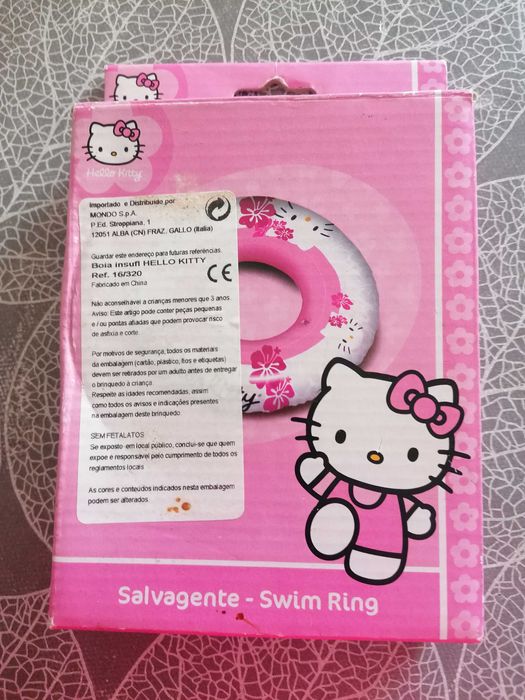 Hello Kitty
Importado e Distribuido por
MONDO S.p.A.
P.Ed. Stroppiana, 1
12051 ALBA (CN) FRAZ. GALLO (Italia)
Guardar este endereço para futuras referências.
Boia insufl HELLO KITTY
Ref. 16/320
Fabricado em China
CE
Não aconselhável a crianças menores que 3 anos.
Aviso: Este artigo pode conter peças pequenas
e /ou pontas afiadas que podem provocar risco
de asfixia e corte.
Por motivos de segurança, todos os materiais
da embalagem (cartão, plastico, fios e etiquetas)
devem ser retirados por um adulto antes de entregar
o brinquedo à criança.
Respeite as idades recomendadas, assim
como todos os avisos e indicações presentes
na embalagem deste brinquedo
SEM FETALATOS
Se exposto em local público, conclui-se que quem
expoe e responsável pelo cumprimento de todos os
reglamentos locais
As cores e conteúdos indicados nesta embalagem
podem ser alterados.
Salvagente - Swim Ring